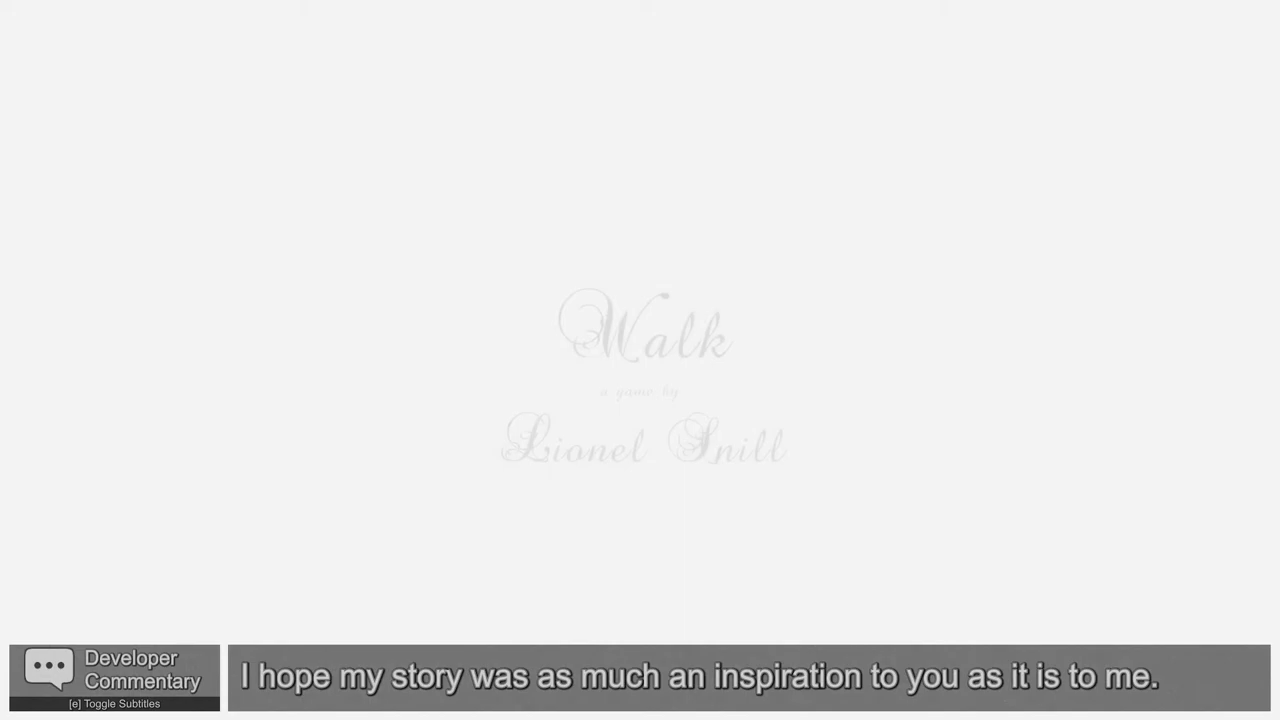 Walk
a game by
Lionel Snill
Developer
Commentary
[e] Toggle Subtitles
I hope my story was as much an inspiration to you as it is to me.